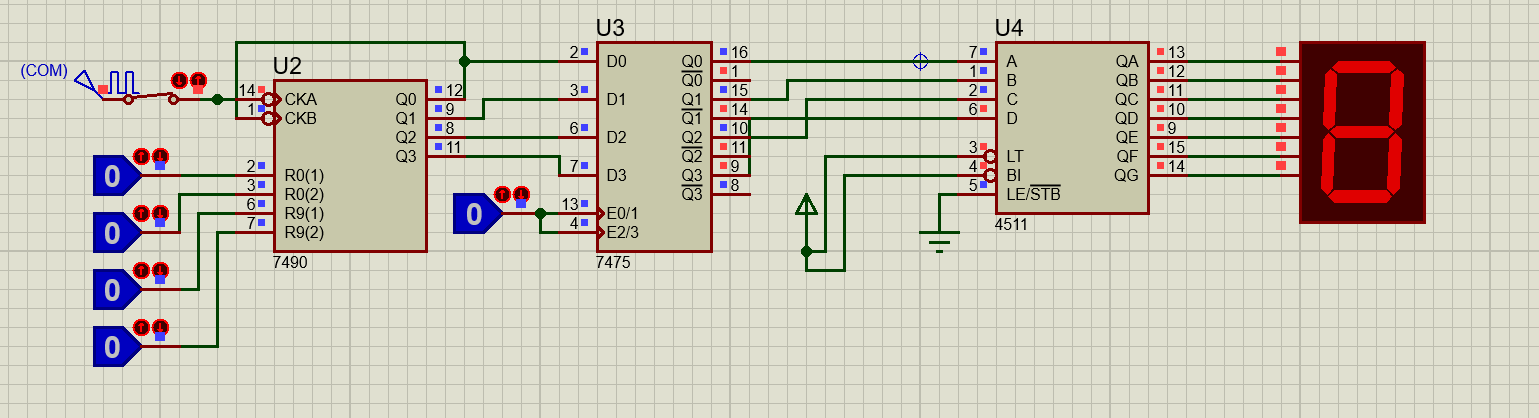 (COM)
U2
14 CKA Q0 12
1 CKB Q1 9
Q2 8
Q3 11
2 R0(1)
3 R0(2)
6 R9(1)
7 R9(2)
7490
0
0
0
0
0
U3
2 D0 Q0 16
Q0 1
3 D1 Q1 15
Q1 14
6 D2 Q2 10
Q2 11
7 D3 Q3 9
Q3 8
13 E0/1
4 E2/3
7475
U4
7 A QA 13
1 B QB 12
2 C QC 11
6 D QD 10
QE 9
3 LT QF 15
4 BI QG 14
5 LE/STB
4511
8